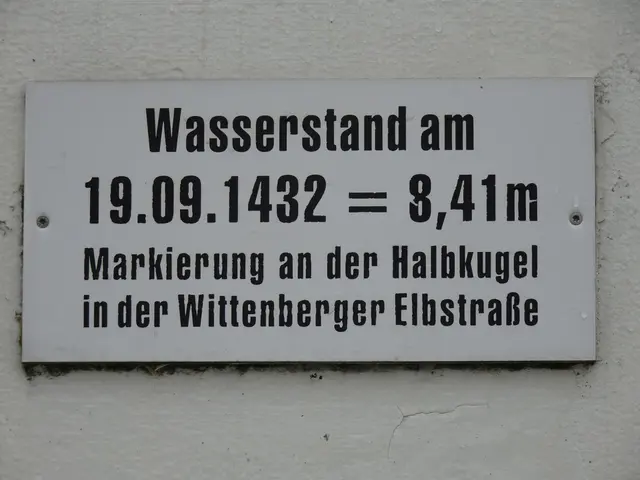 Wasserstand am
19.09.1432 = 8,41m
Markierung an der Halbkugel
in der Wittenberger Elbstraße